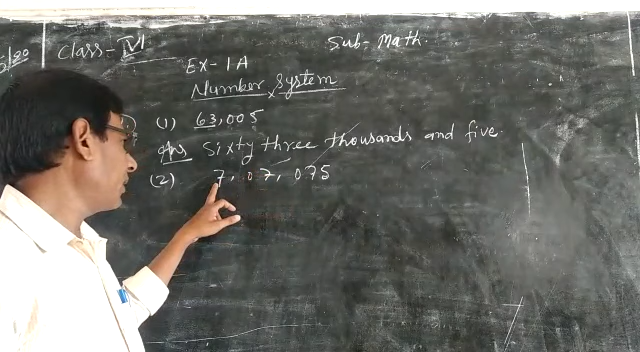 Class-VI Sub-Math.
Ex-1A
Number System
(1) 63,005
Ans Sixty three thousands and five.
(2) 7,07,075